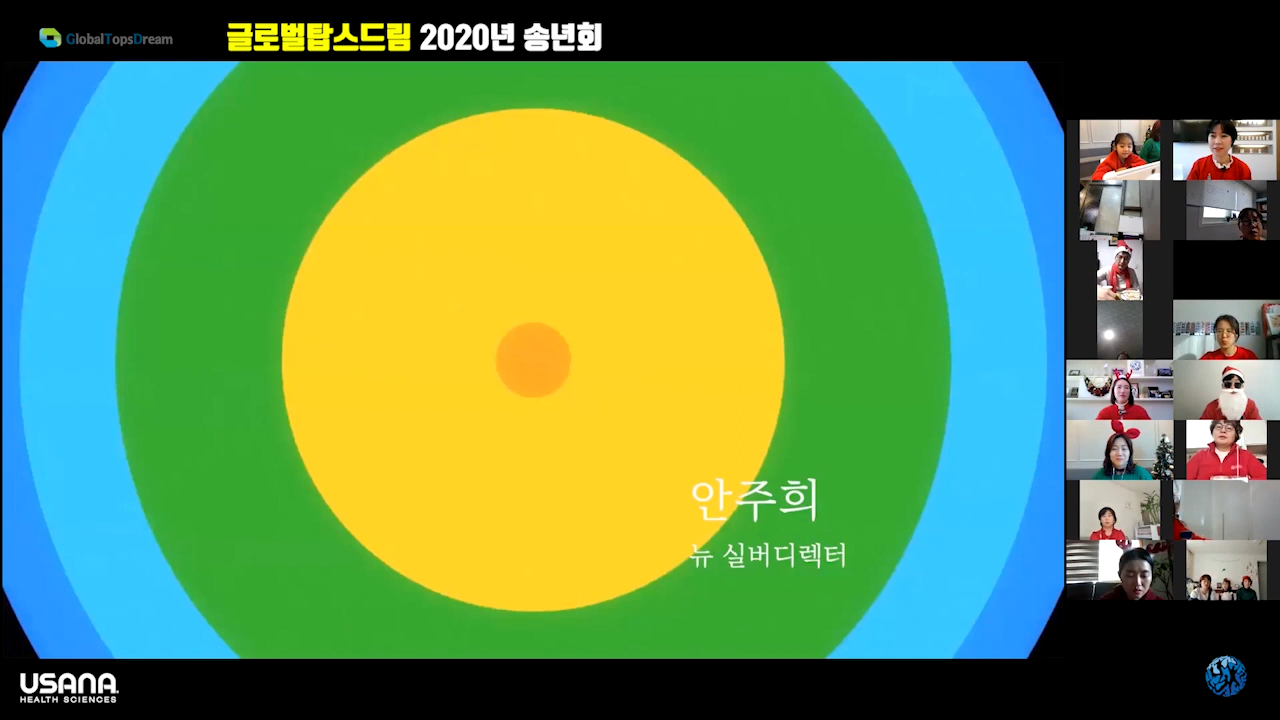 GlobalTopsDream
글로벌탑스드림 2020년 송년회
안주희
뉴 실버디렉터
USANA
HEALTH SCIENCES